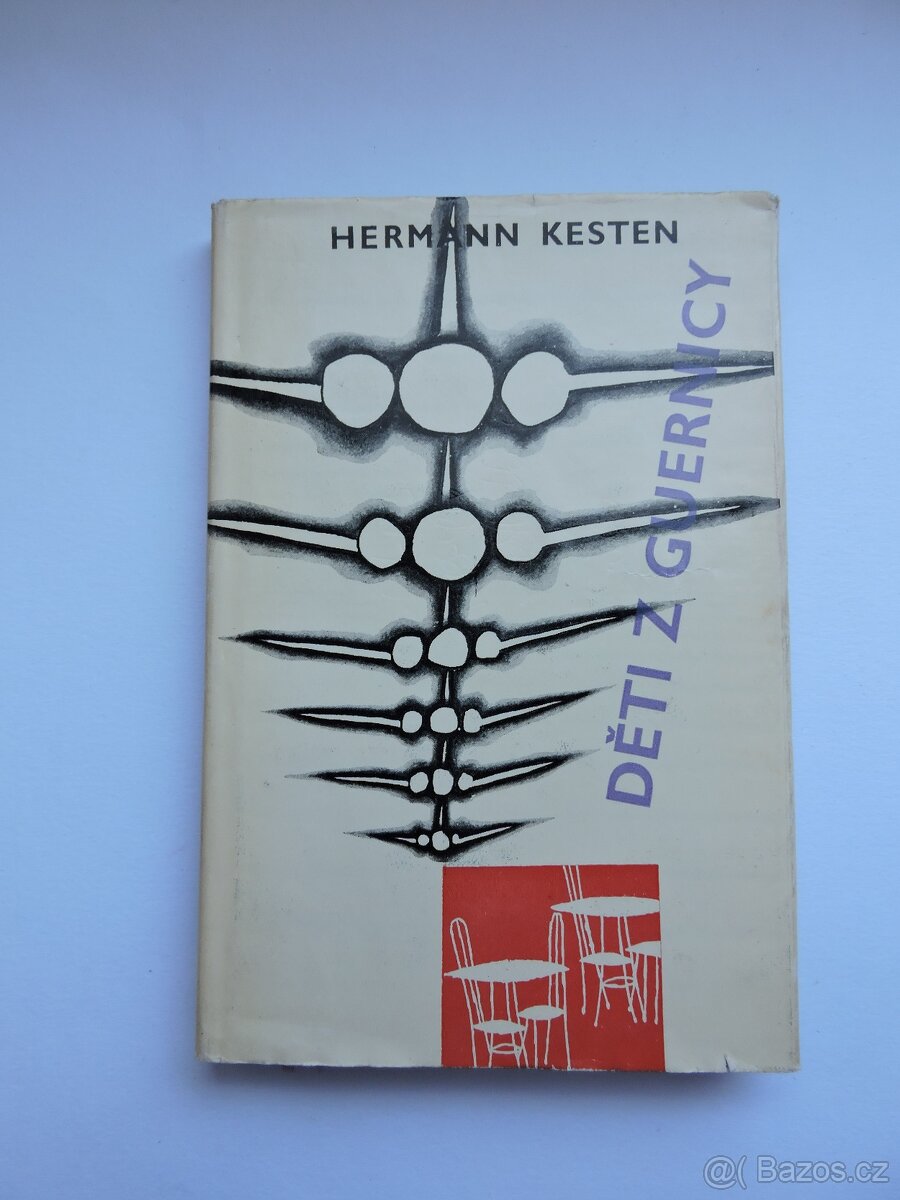 HERMANN KESTEN
DĚTI Z GUERNICY
@( Bazos.cz